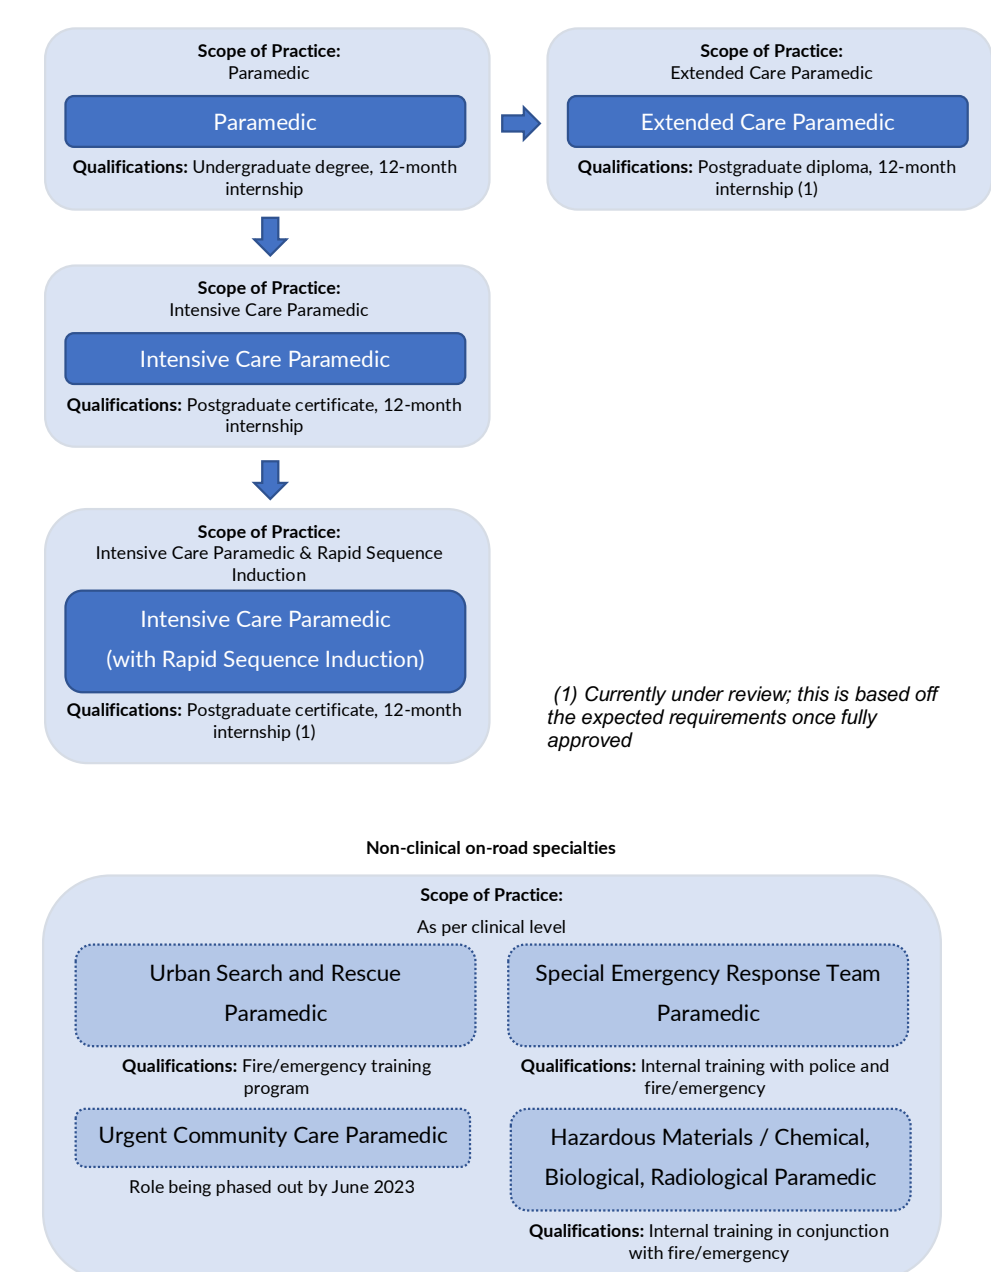 Scope of Practice:
Paramedic
Paramedic
Qualifications: Undergraduate degree, 12-month
internship
Scope of Practice:
Extended Care Paramedic
Extended Care Paramedic
Qualifications: Postgraduate diploma, 12-month
internship (1)
Scope of Practice:
Intensive Care Paramedic
Intensive Care Paramedic
Qualifications: Postgraduate certificate, 12-month
internship
Scope of Practice:
Intensive Care Paramedic & Rapid Sequence
Induction
Intensive Care Paramedic
(with Rapid Sequence Induction)
Qualifications: Postgraduate certificate, 12-month
internship (1)
(1) Currently under review; this is based off
the expected requirements once fully
approved
Non-clinical on-road specialties
Scope of Practice:
As per clinical level
Urban Search and Rescue
Paramedic
Qualifications: Fire/emergency training
program
Special Emergency Response Team
Paramedic
Qualifications: Internal training with police and
fire/emergency
Urgent Community Care Paramedic
Role being phased out by June 2023
Hazardous Materials / Chemical,
Biological, Radiological Paramedic
Qualifications: Internal training in conjunction
with fire/emergency